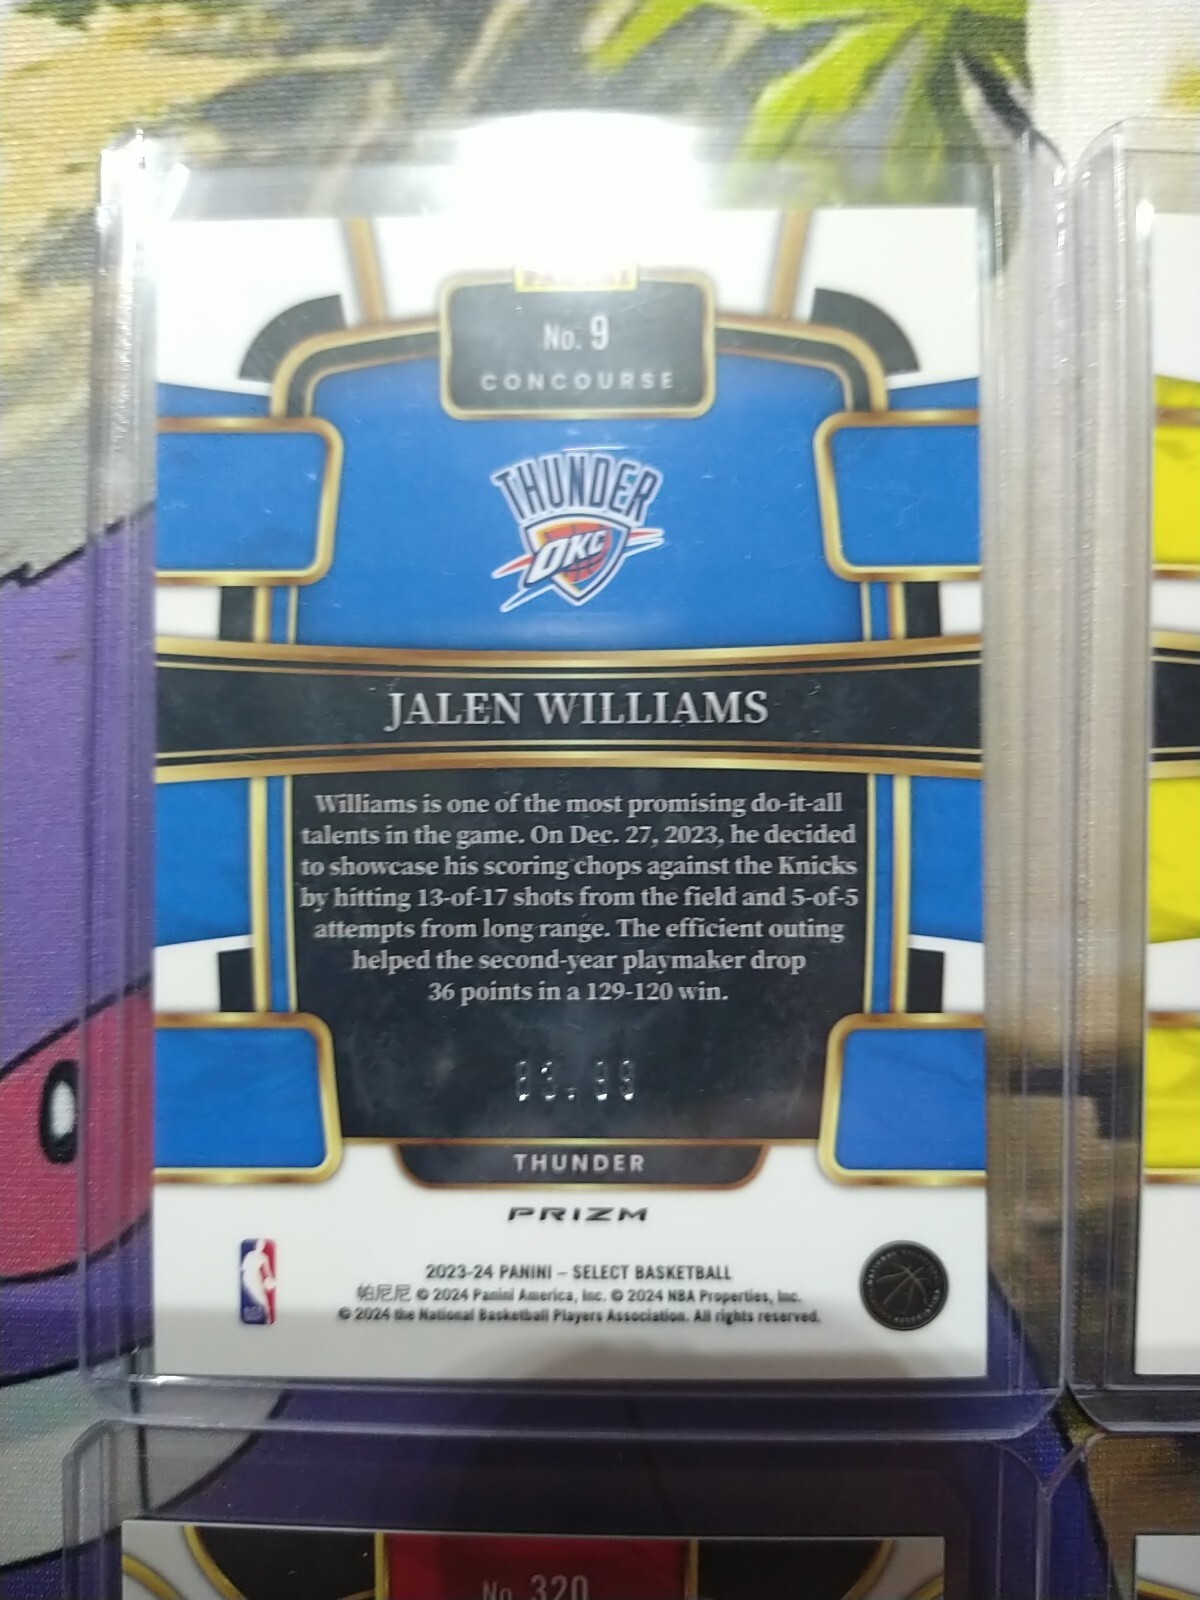 No. 9
CONCOURSE
THUNDER
OKC
JALEN WILLIAMS
Williams is one of the most promising do-it-all
talents in the game. On Dec. 27, 2023, he decided
to showcase his scoring chops against the Knicks
by hitting 13-of-17 shots from the field and 5-of-5
attempts from long range. The efficient outing
helped the second-year playmaker drop
36 points in a 129-120 win.
THUNDER
PRIZM
2023-24 PANINI – SELECT BASKETBALL
帕尼尼 © 2024 Panini America, Inc. © 2024 NBA Properties, Inc.
© 2024 the National Basketball Players Association. All rights reserved.
No. 320